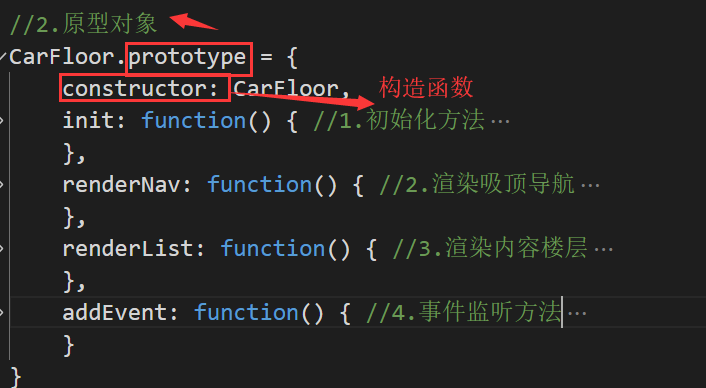 //2.原型对象
CarFloor.prototype = {
constructor: CarFloor, 构造函数
init: function() { //1.初始化方法…
},
renderNav: function() { //2.渲染吸顶导航…
},
renderList: function() { //3.渲染内容楼层…
},
addEvent: function() { //4.事件监听方法…
}
}